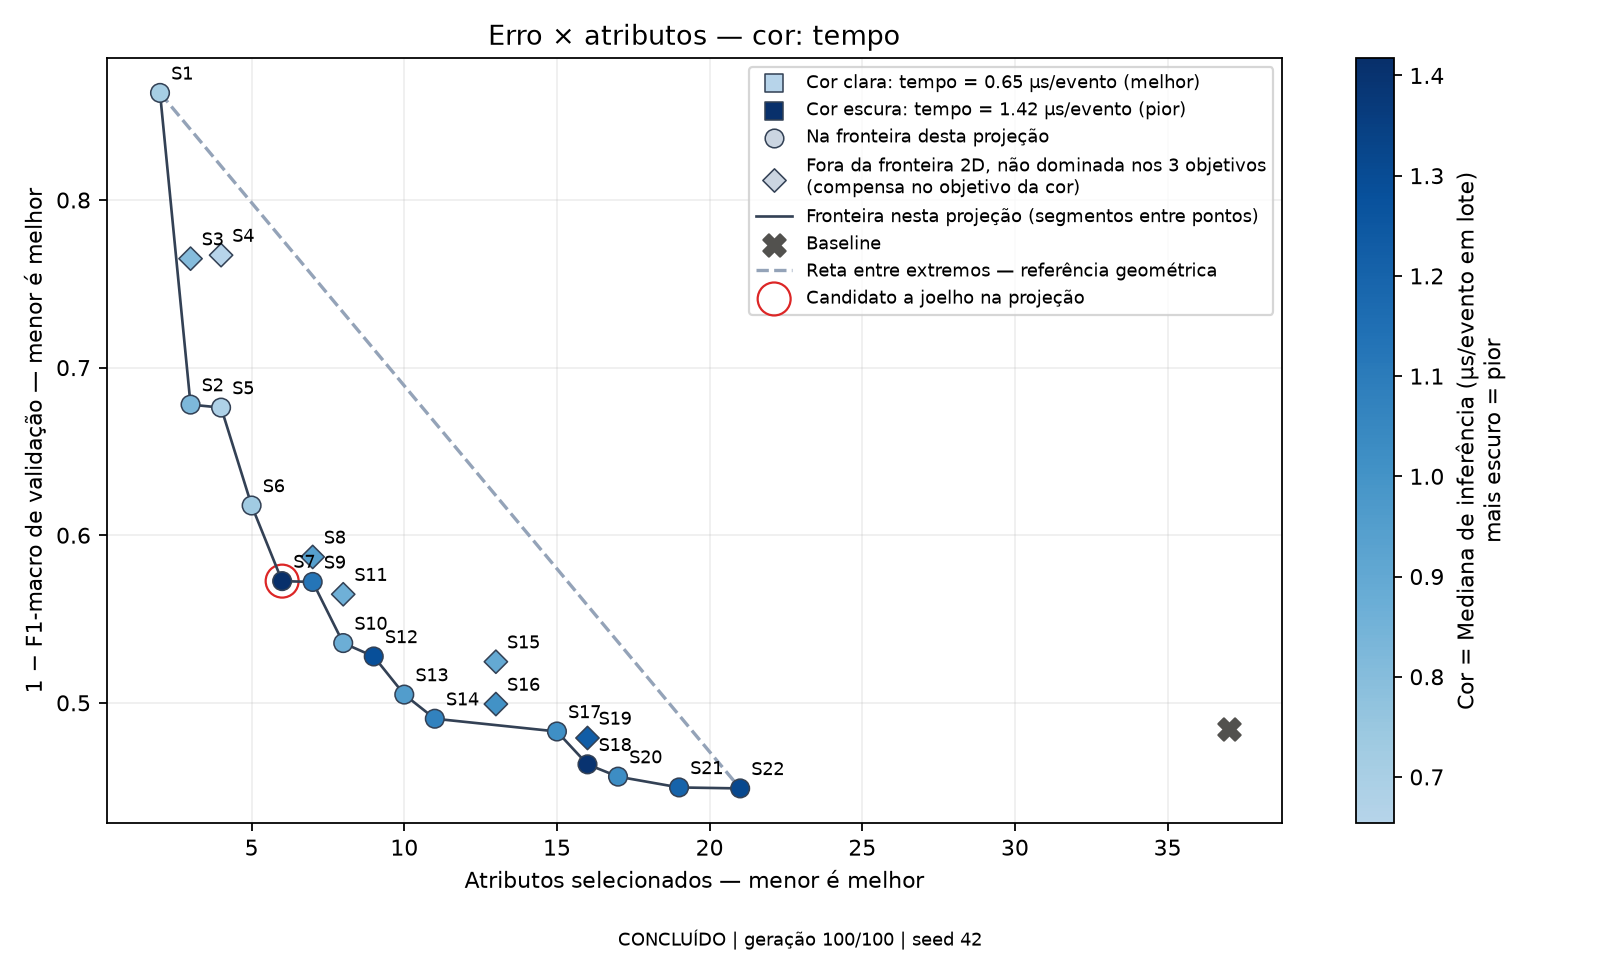 Erro × atributos — cor: tempo
Cor clara: tempo = 0.65 µs/evento (melhor)
Cor escura: tempo = 1.42 µs/evento (pior)
Na fronteira desta projeção
Fora da fronteira 2D, não dominada nos 3 objetivos
(compensa no objetivo da cor)
Fronteira nesta projeção (segmentos entre pontos)
Baseline
Reta entre extremos — referência geométrica
Candidato a joelho na projeção
1 − F1-macro de validação — menor é melhor
0.8
0.7
0.6
0.5
S1
S3
S4
S2
S5
S6
S8
S7
S9
S11
S10
S12
S15
S13
S16
S14
S17
S19
S18
S20
S21
S22
5
10
15
20
25
30
35
Atributos selecionados — menor é melhor
1.4
1.3
1.2
1.1
1.0
0.9
0.8
0.7
Cor = Mediana de inferência (µs/evento em lote)
mais escuro = pior
CONCLUÍDO | geração 100/100 | seed 42